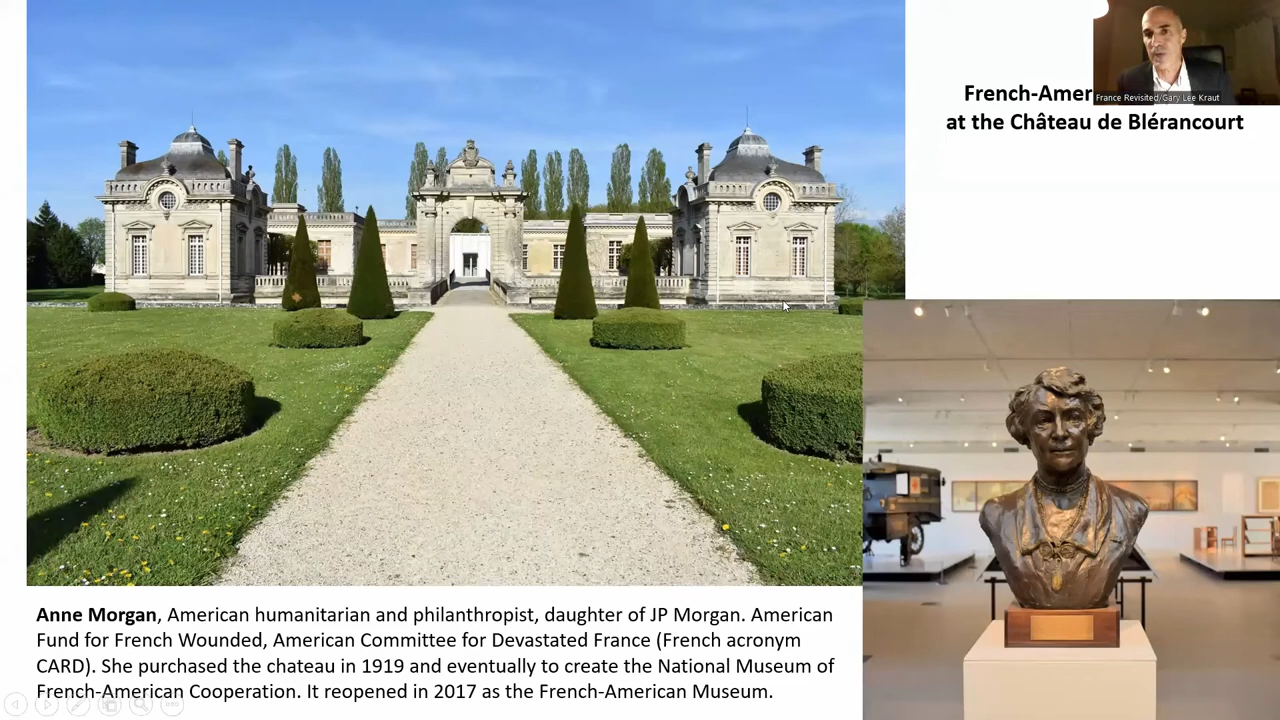 French-Amer
at the Château de Blérancourt
France Revisited/Gary Lee Kraut
Anne Morgan, American humanitarian and philanthropist, daughter of JP Morgan. American
Fund for French Wounded, American Committee for Devastated France (French acronym
CARD). She purchased the chateau in 1919 and eventually to create the National Museum of
French-American Cooperation. It reopened in 2017 as the French-American Museum.